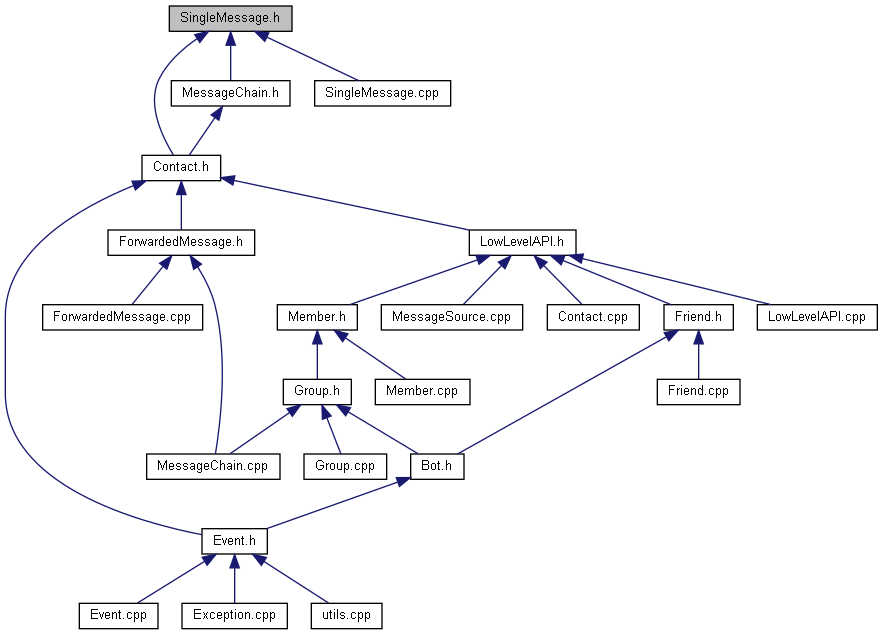 SingleMessage.h
MessageChain.h
SingleMessage.cpp
Contact.h
ForwardedMessage.h
LowLevelAPI.h
ForwardedMessage.cpp
Member.h
MessageSource.cpp
Contact.cpp
Friend.h
LowLevelAPI.cpp
Group.h
Member.cpp
Friend.cpp
MessageChain.cpp
Group.cpp
Bot.h
Event.h
Event.cpp
Exception.cpp
utils.cpp